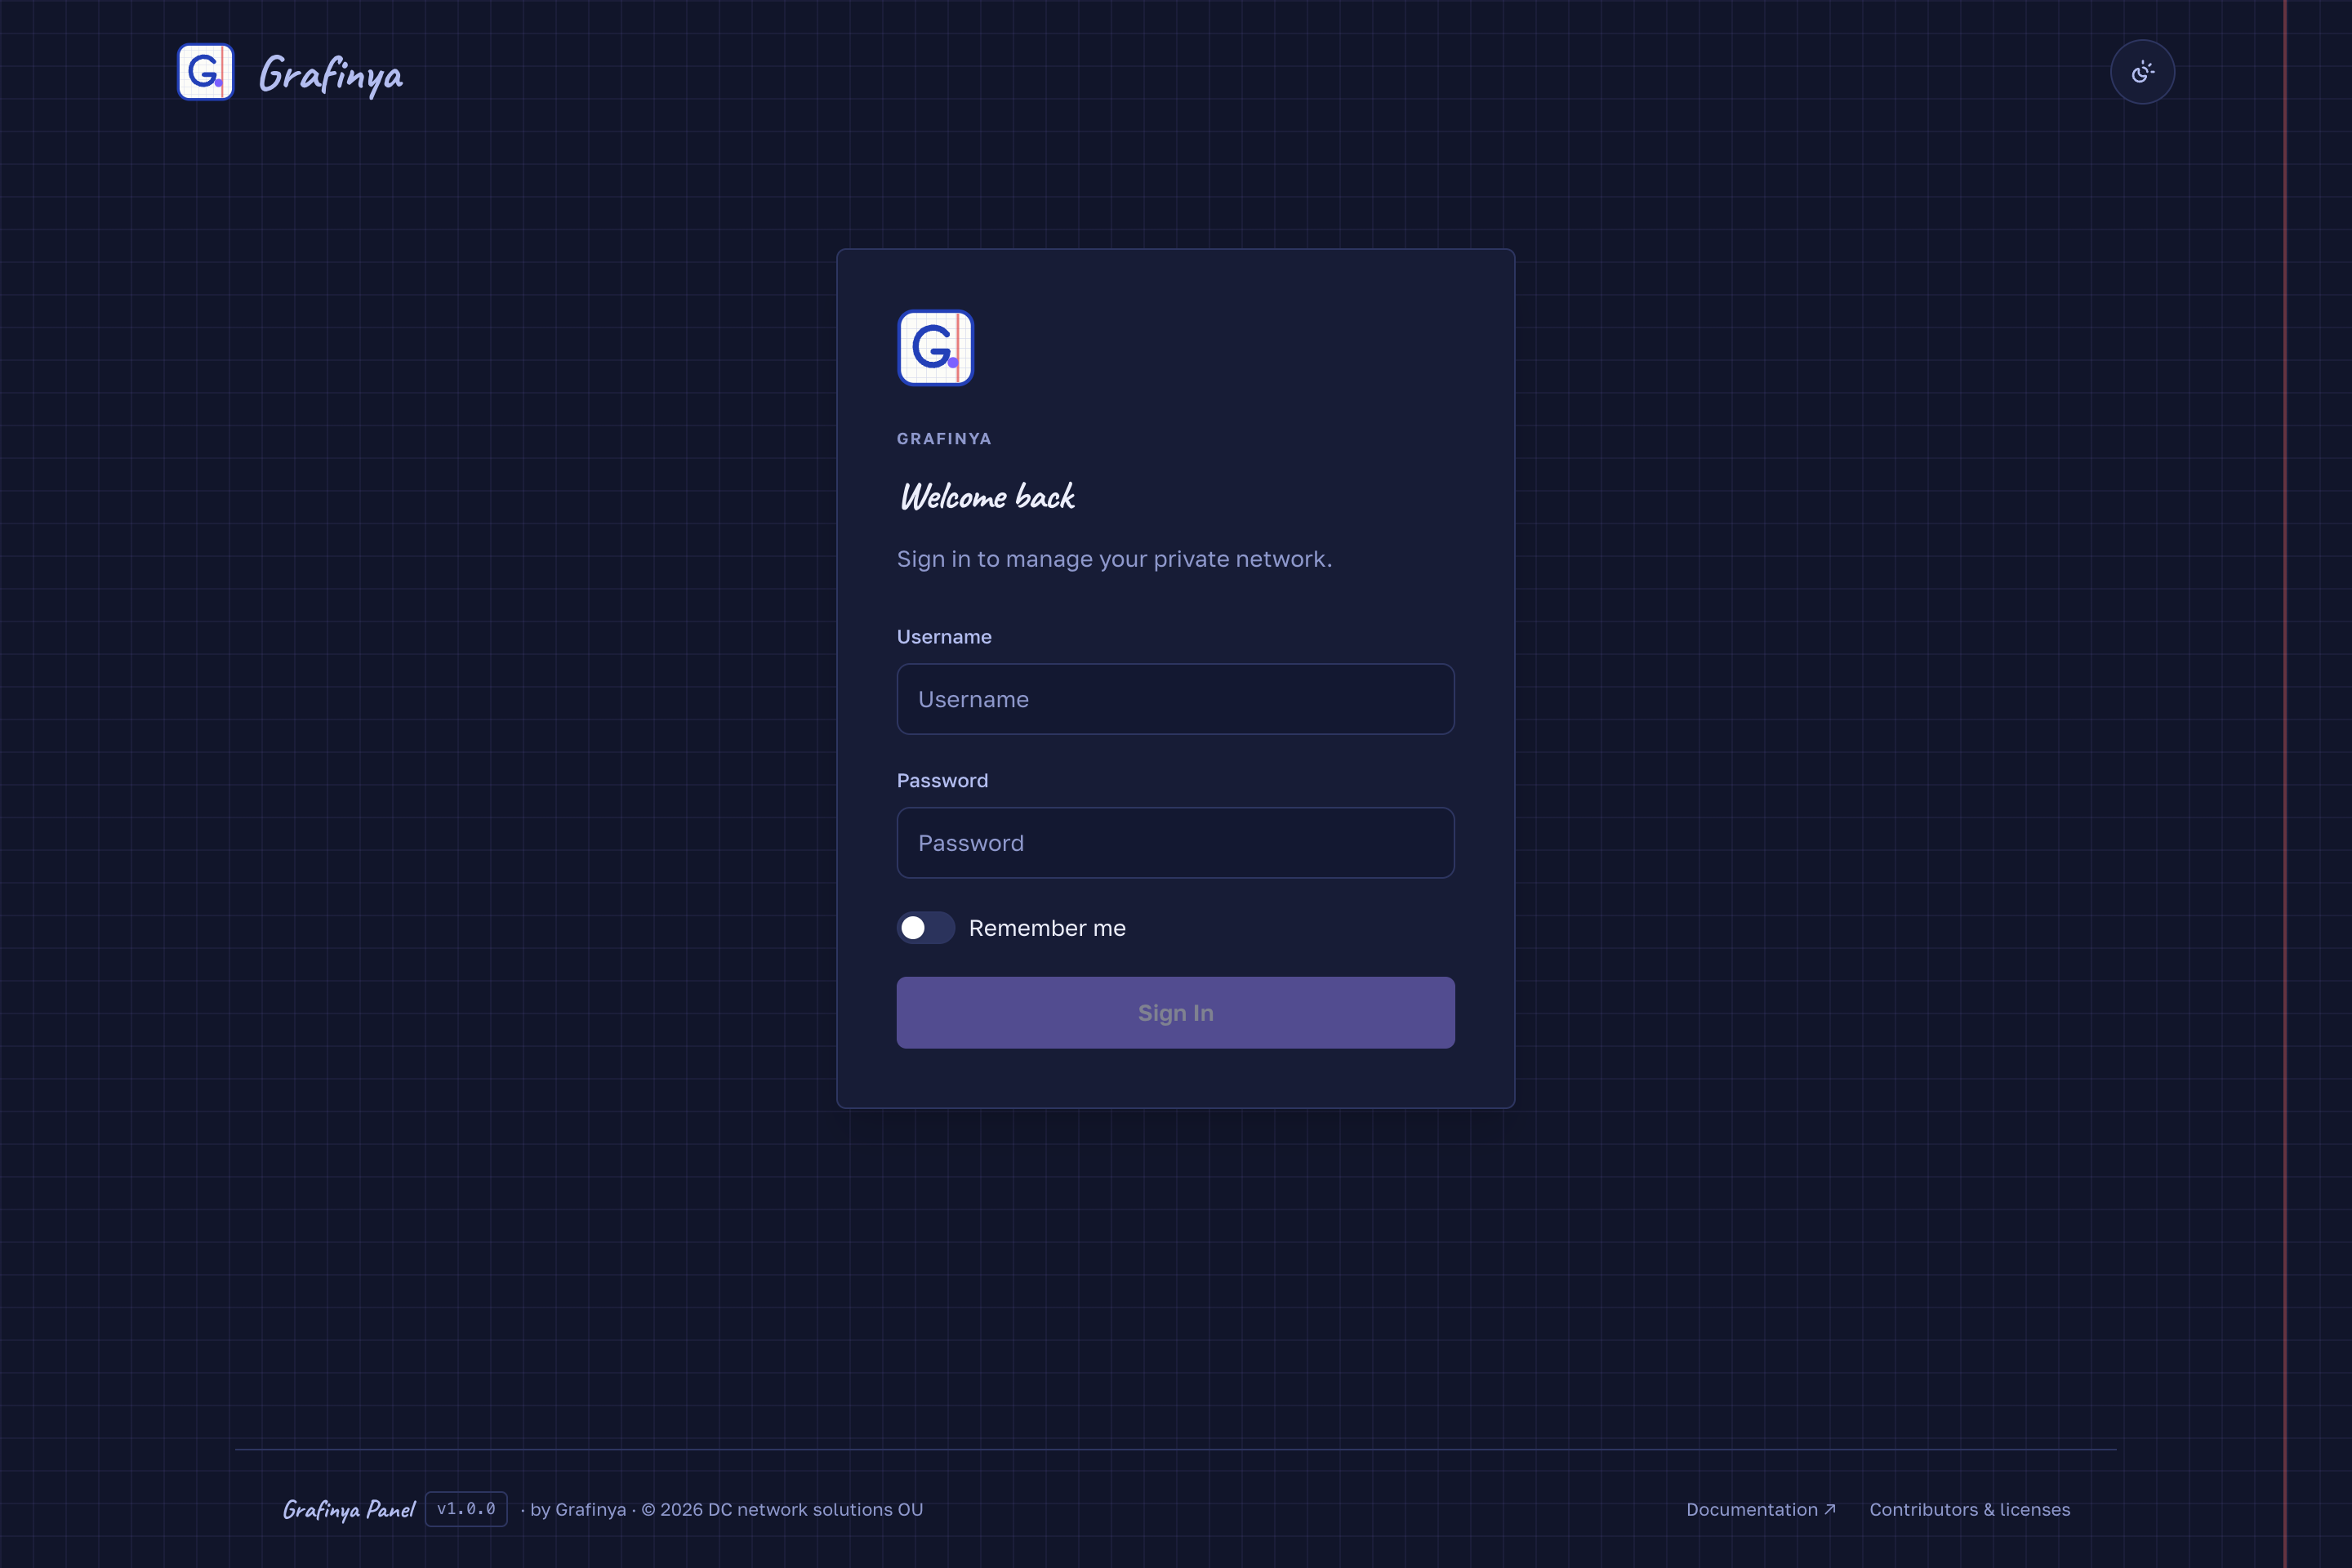 G.
Grafinya
G.
GRAFINYA
Welcome back
Sign in to manage your private network.
Username
Username
Password
Password
Remember me
Sign In
Grafinya Panel v1.0.0 · by Grafinya · © 2026 DC network solutions OU
Documentation ↗ Contributors & licenses